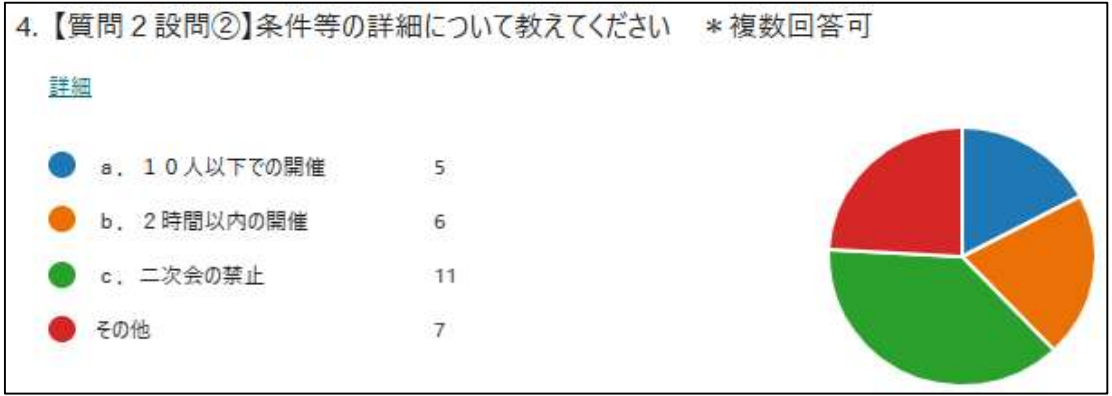 4. 【質問２設問②】条件等の詳細について教えてください　＊複数回答可
詳細
ａ．１０人以下での開催 5
ｂ．２時間以内の開催 6
ｃ．二次会の禁止 11
その他 7